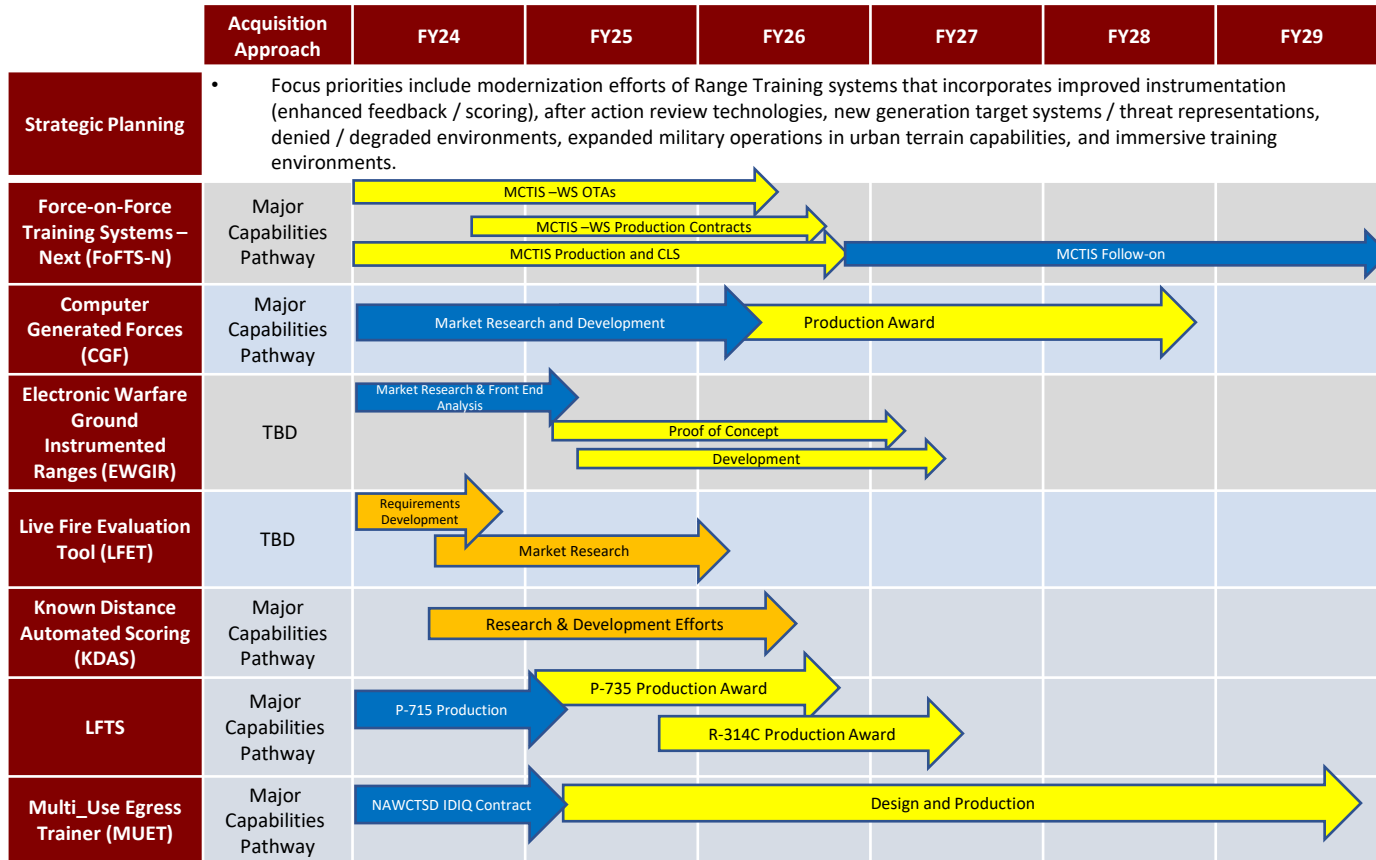 Acquisition
Approach
FY24
FY25
FY26
FY27
FY28
FY29
Strategic Planning
• Focus priorities include modernization efforts of Range Training systems that incorporates improved instrumentation
(enhanced feedback / scoring), after action review technologies, new generation target systems / threat representations,
denied / degraded environments, expanded military operations in urban terrain capabilities, and immersive training
environments.
Force-on-Force
Training Systems –
Next (FoFTS-N)
Major
Capabilities
Pathway
MCTIS –WS OTAs
MCTIS –WS Production Contracts
MCTIS Production and CLS
MCTIS Follow-on
Computer
Generated Forces
(CGF)
Major
Capabilities
Pathway
Market Research and Development
Production Award
Electronic Warfare
Ground
Instrumented
Ranges (EWGIR)
TBD
Market Research & Front End
Analysis
Proof of Concept
Development
Live Fire Evaluation
Tool (LFET)
TBD
Requirements
Development
Market Research
Known Distance
Automated Scoring
(KDAS)
Major
Capabilities
Pathway
Research & Development Efforts
LFTS
Major
Capabilities
Pathway
P-715 Production
P-735 Production Award
R-314C Production Award
Multi_Use Egress
Trainer (MUET)
Major
Capabilities
Pathway
NAWCTSD IDIQ Contract
Design and Production